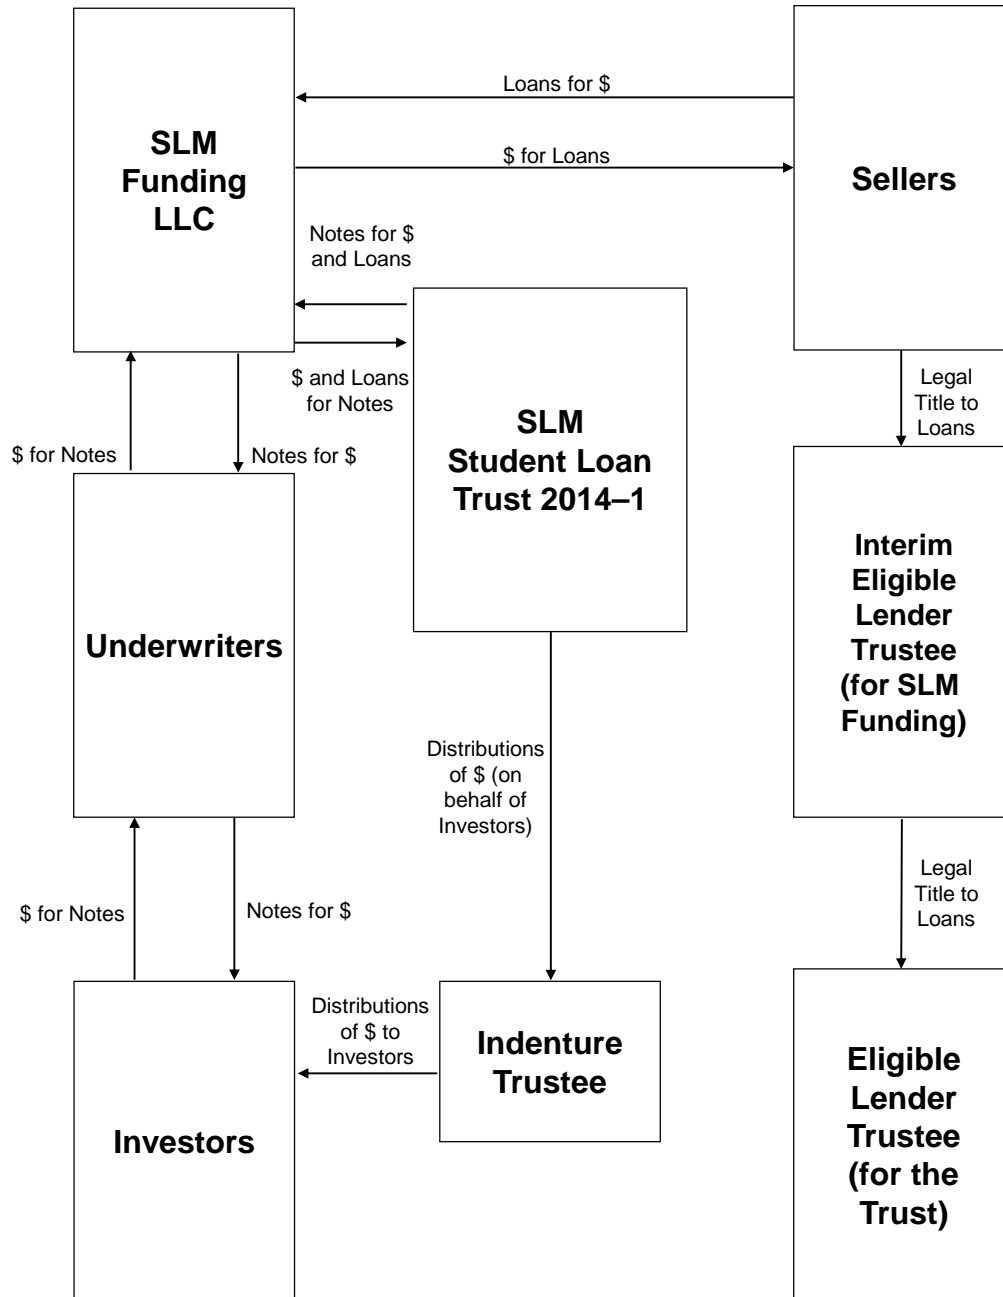 Loans for $
SLM
Funding
LLC
$ for Loans
Sellers
Notes for $
and Loans
$ and Loans
for Notes
SLM
Student Loan
Trust 2014–1
Legal
Title to
Loans
$ for Notes
Notes for $
Underwriters
Interim
Eligible
Lender
Trustee
(for SLM
Funding)
Distributions
of $ (on
behalf of
Investors)
$ for Notes
Notes for $
Legal
Title to
Loans
Distributions
of $ to
Investors
Indenture
Trustee
Investors
Eligible
Lender
Trustee
(for the
Trust)